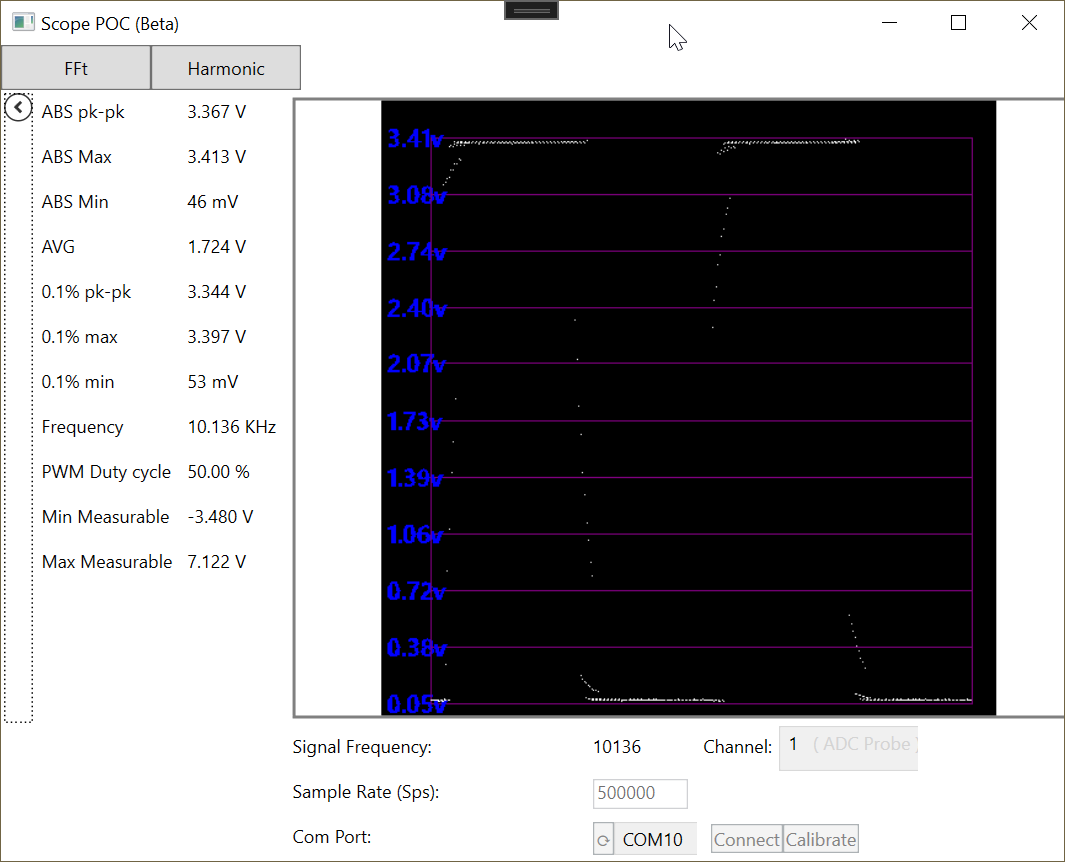 Scope POC (Beta)
FFt Harmonic
ABS pk-pk 3.367 V
ABS Max 3.413 V
ABS Min 46 mV
AVG 1.724 V
0.1% pk-pk 3.344 V
0.1% max 3.397 V
0.1% min 53 mV
Frequency 10.136 KHz
PWM Duty cycle 50.00 %
Min Measurable -3.480 V
Max Measurable 7.122 V
3.41v
3.08v
2.74v
2.40v
2.07v
1.73v
1.39v
1.06v
0.72v
0.38v
0.05v
Signal Frequency: 10136 Channel: 1 ( ADC Probe )
Sample Rate (Sps): 500000
Com Port: COM10 Connect Calibrate